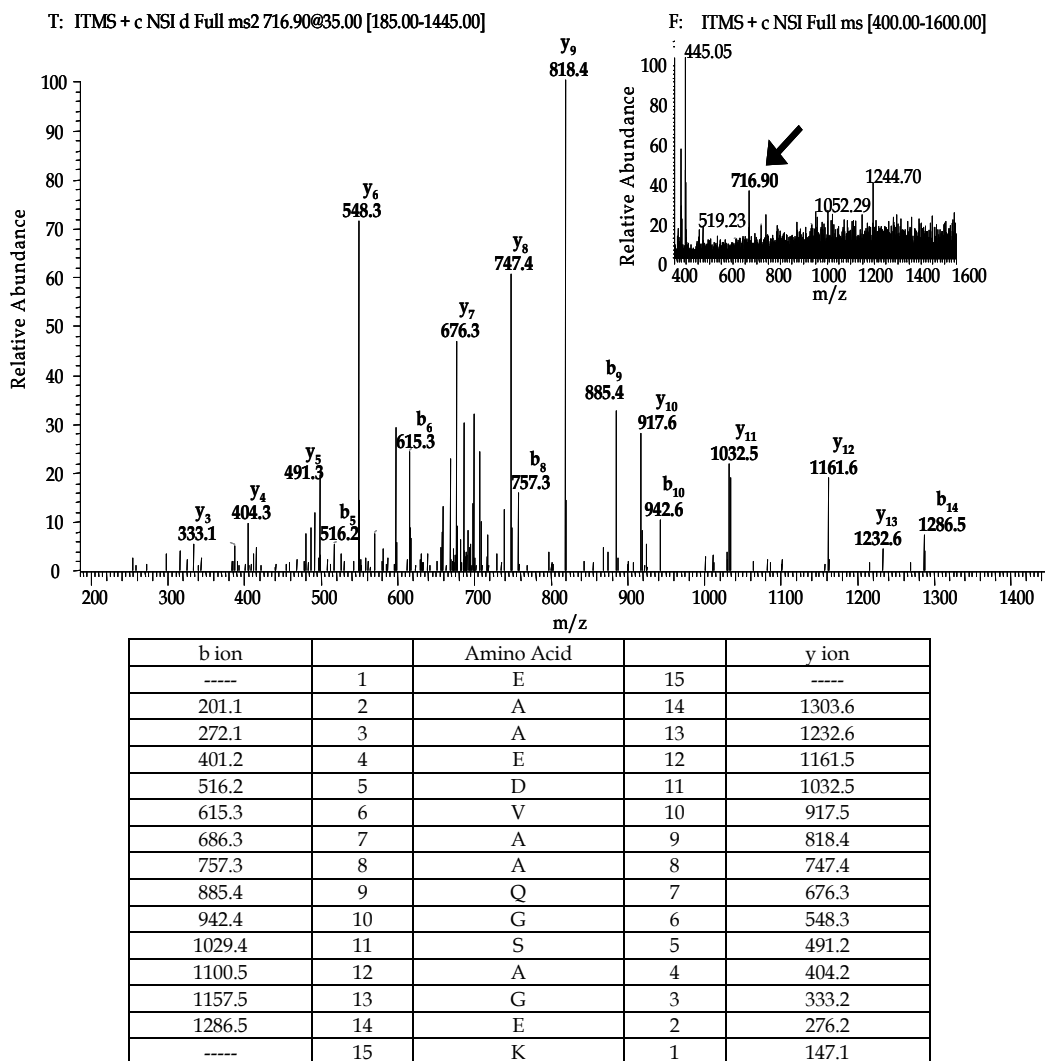 T: ITMS + c NSI d Full ms2 716.90@35.00 [185.00-1445.00]
F: ITMS + c NSI Full ms [400.00-1600.00]
Relative Abundance
100
90
80
70
60
50
40
30
20
10
0
y3
333.1
y4
404.3
y5
491.3
b5
516.2
y6
548.3
b6
615.3
y7
676.3
y8
747.4
b8
757.3
y9
818.4
b9
885.4
y10
917.6
b10
942.6
y11
1032.5
y12
1161.6
y13
1232.6
b14
1286.5
200 300 400 500 600 700 800 900 1000 1100 1200 1300 1400
m/z
Relative Abundance
100
80
60
40
20
0
445.05
519.23
716.90
1052.29
1244.70
400 600 800 1000 1200 1400 1600
m/z
b ion Amino Acid y ion
----- 1 E 15 -----
201.1 2 A 14 1303.6
272.1 3 A 13 1232.6
401.2 4 E 12 1161.5
516.2 5 D 11 1032.5
615.3 6 V 10 917.5
686.3 7 A 9 818.4
757.3 8 A 8 747.4
885.4 9 Q 7 676.3
942.4 10 G 6 548.3
1029.4 11 S 5 491.2
1100.5 12 A 4 404.2
1157.5 13 G 3 333.2
1286.5 14 E 2 276.2
----- 15 K 1 147.1